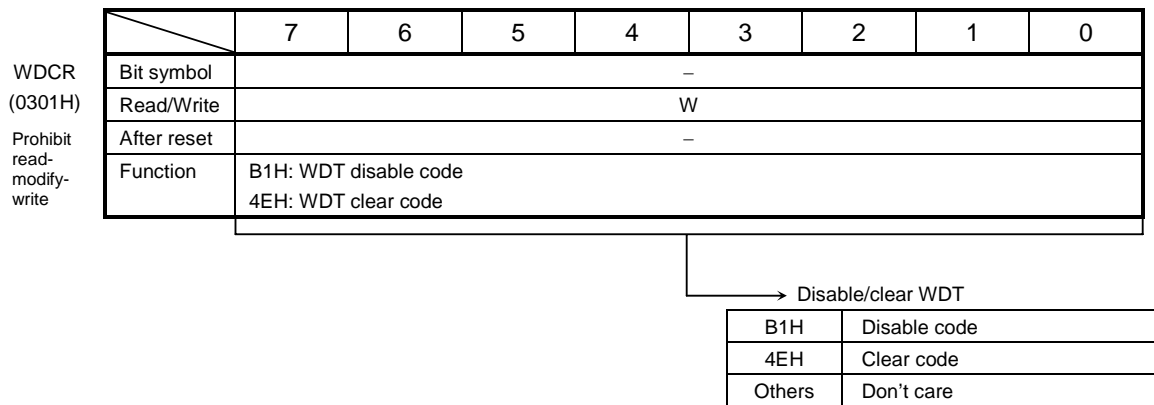 7 6 5 4 3 2 1 0
WDCR
(0301H)
Prohibit
read-
modify-
write
Bit symbol –
Read/Write W
After reset –
Function B1H: WDT disable code
4EH: WDT clear code
Disable/clear WDT
B1H Disable code
4EH Clear code
Others Don’t care